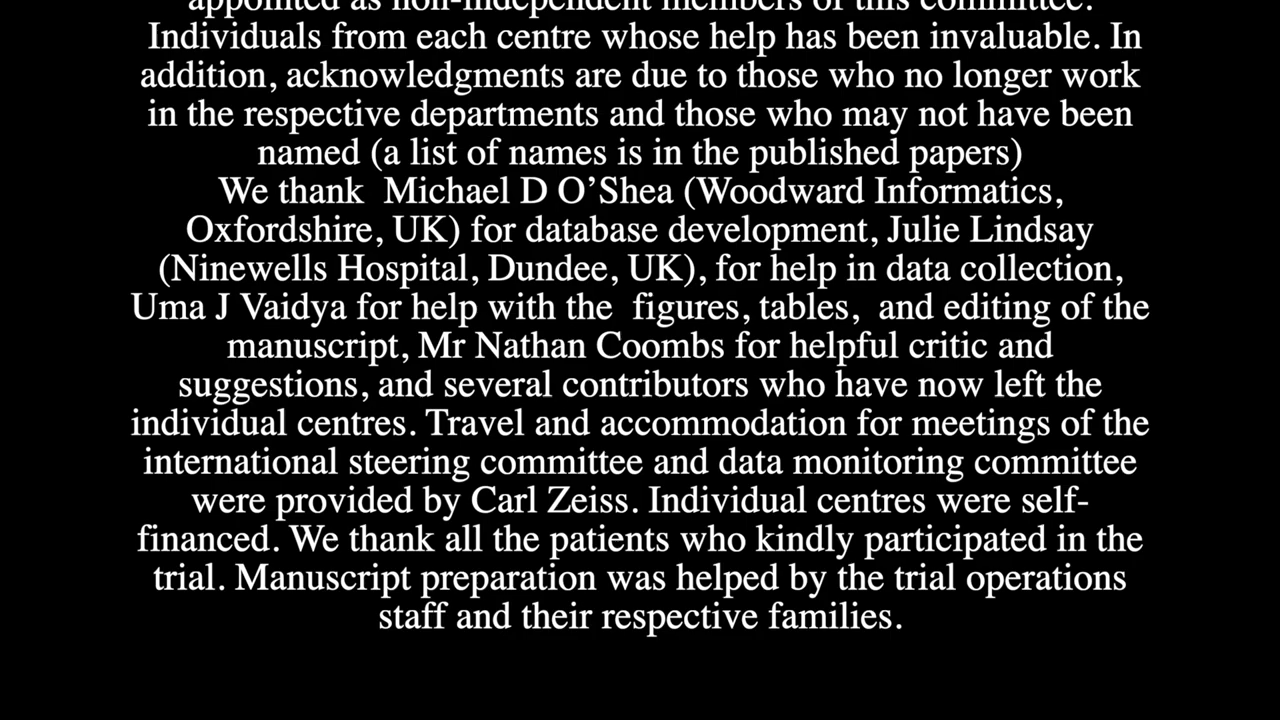 appointed as non-independent members of this committee.
Individuals from each centre whose help has been invaluable. In
addition, acknowledgments are due to those who no longer work
in the respective departments and those who may not have been
named (a list of names is in the published papers)
We thank  Michael D O’Shea (Woodward Informatics,
Oxfordshire, UK) for database development, Julie Lindsay
(Ninewells Hospital, Dundee, UK), for help in data collection,
Uma J Vaidya for help with the  figures, tables,  and editing of the
manuscript, Mr Nathan Coombs for helpful critic and
suggestions, and several contributors who have now left the
individual centres. Travel and accommodation for meetings of the
international steering committee and data monitoring committee
were provided by Carl Zeiss. Individual centres were self-
financed. We thank all the patients who kindly participated in the
trial. Manuscript preparation was helped by the trial operations
staff and their respective families.